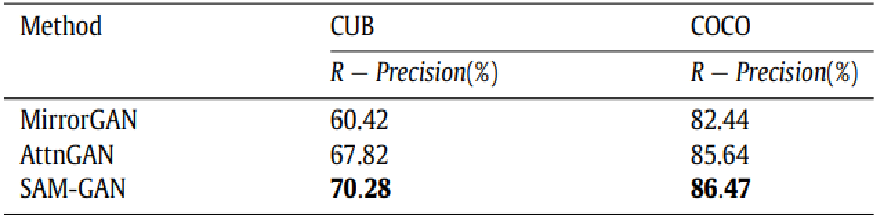 Method CUB COCO
R − Precision(%) R − Precision(%)
MirrorGAN 60.42 82.44
AttnGAN 67.82 85.64
SAM-GAN 70.28 86.47